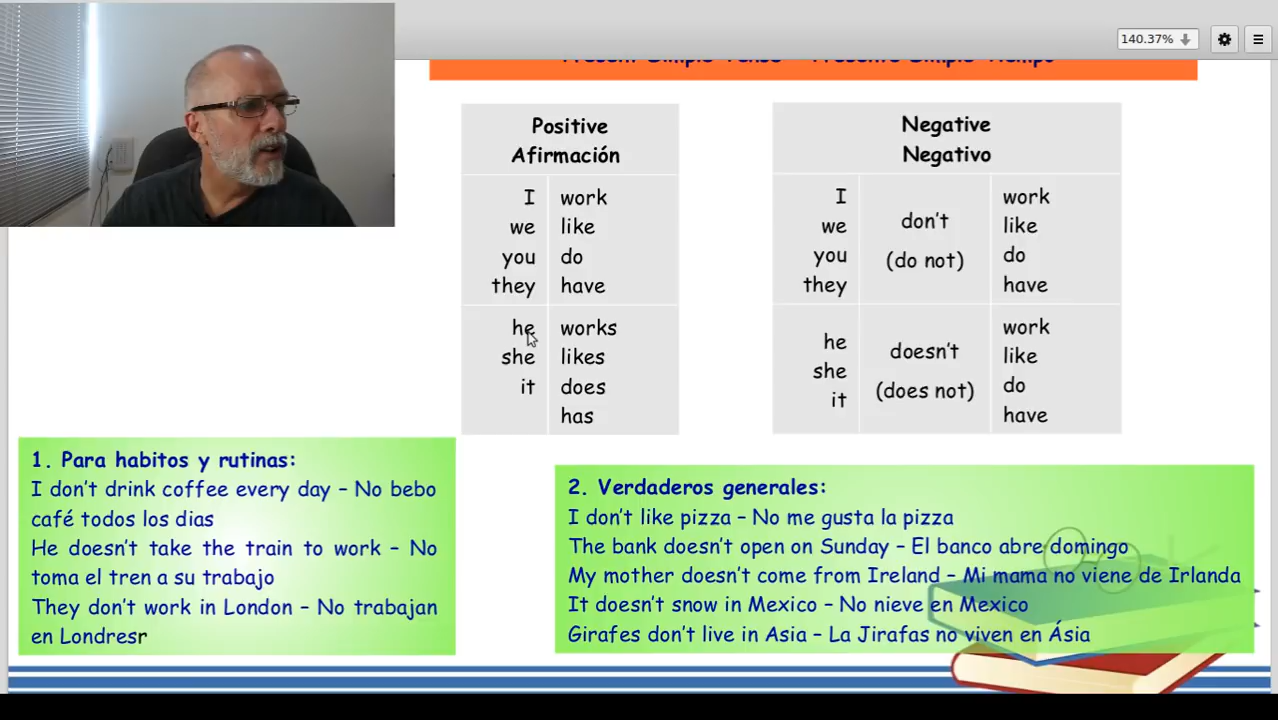 140.37%
Present Simple Tense – Presente Simple Tiempo
Positive
Afirmación
I work
we like
you do
they have
he works
she likes
it does
has
Negative
Negativo
I
we
you
they
don't
(do not)
work
like
do
have
he
she
it
doesn't
(does not)
work
like
do
have
1. Para habitos y rutinas:
I don't drink coffee every day – No bebo
café todos los dias
He doesn't take the train to work – No
toma el tren a su trabajo
They don't work in London – No trabajan
en Londresr
2. Verdaderos generales:
I don't like pizza – No me gusta la pizza
The bank doesn't open on Sunday – El banco abre domingo
My mother doesn't come from Ireland – Mi mama no viene de Irlanda
It doesn't snow in Mexico – No nieve en Mexico
Girafes don't live in Asia – La Jirafas no viven en Ásia